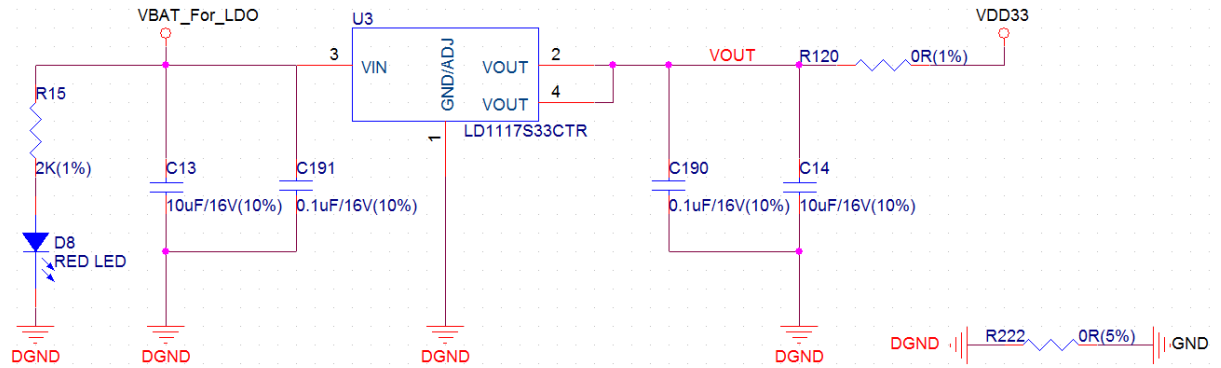 VBAT_For_LDO
U3
VDD33
3
VIN
GND/ADJ
VOUT
2
VOUT
4
VOUT
R120
0R(1%)
LD1117S33CTR
1
R15
2K(1%)
C13
10uF/16V(10%)
C191
0.1uF/16V(10%)
C190
0.1uF/16V(10%)
C14
10uF/16V(10%)
D8
RED LED
DGND
DGND
DGND
DGND
DGND
R222
0R(5%)
GND